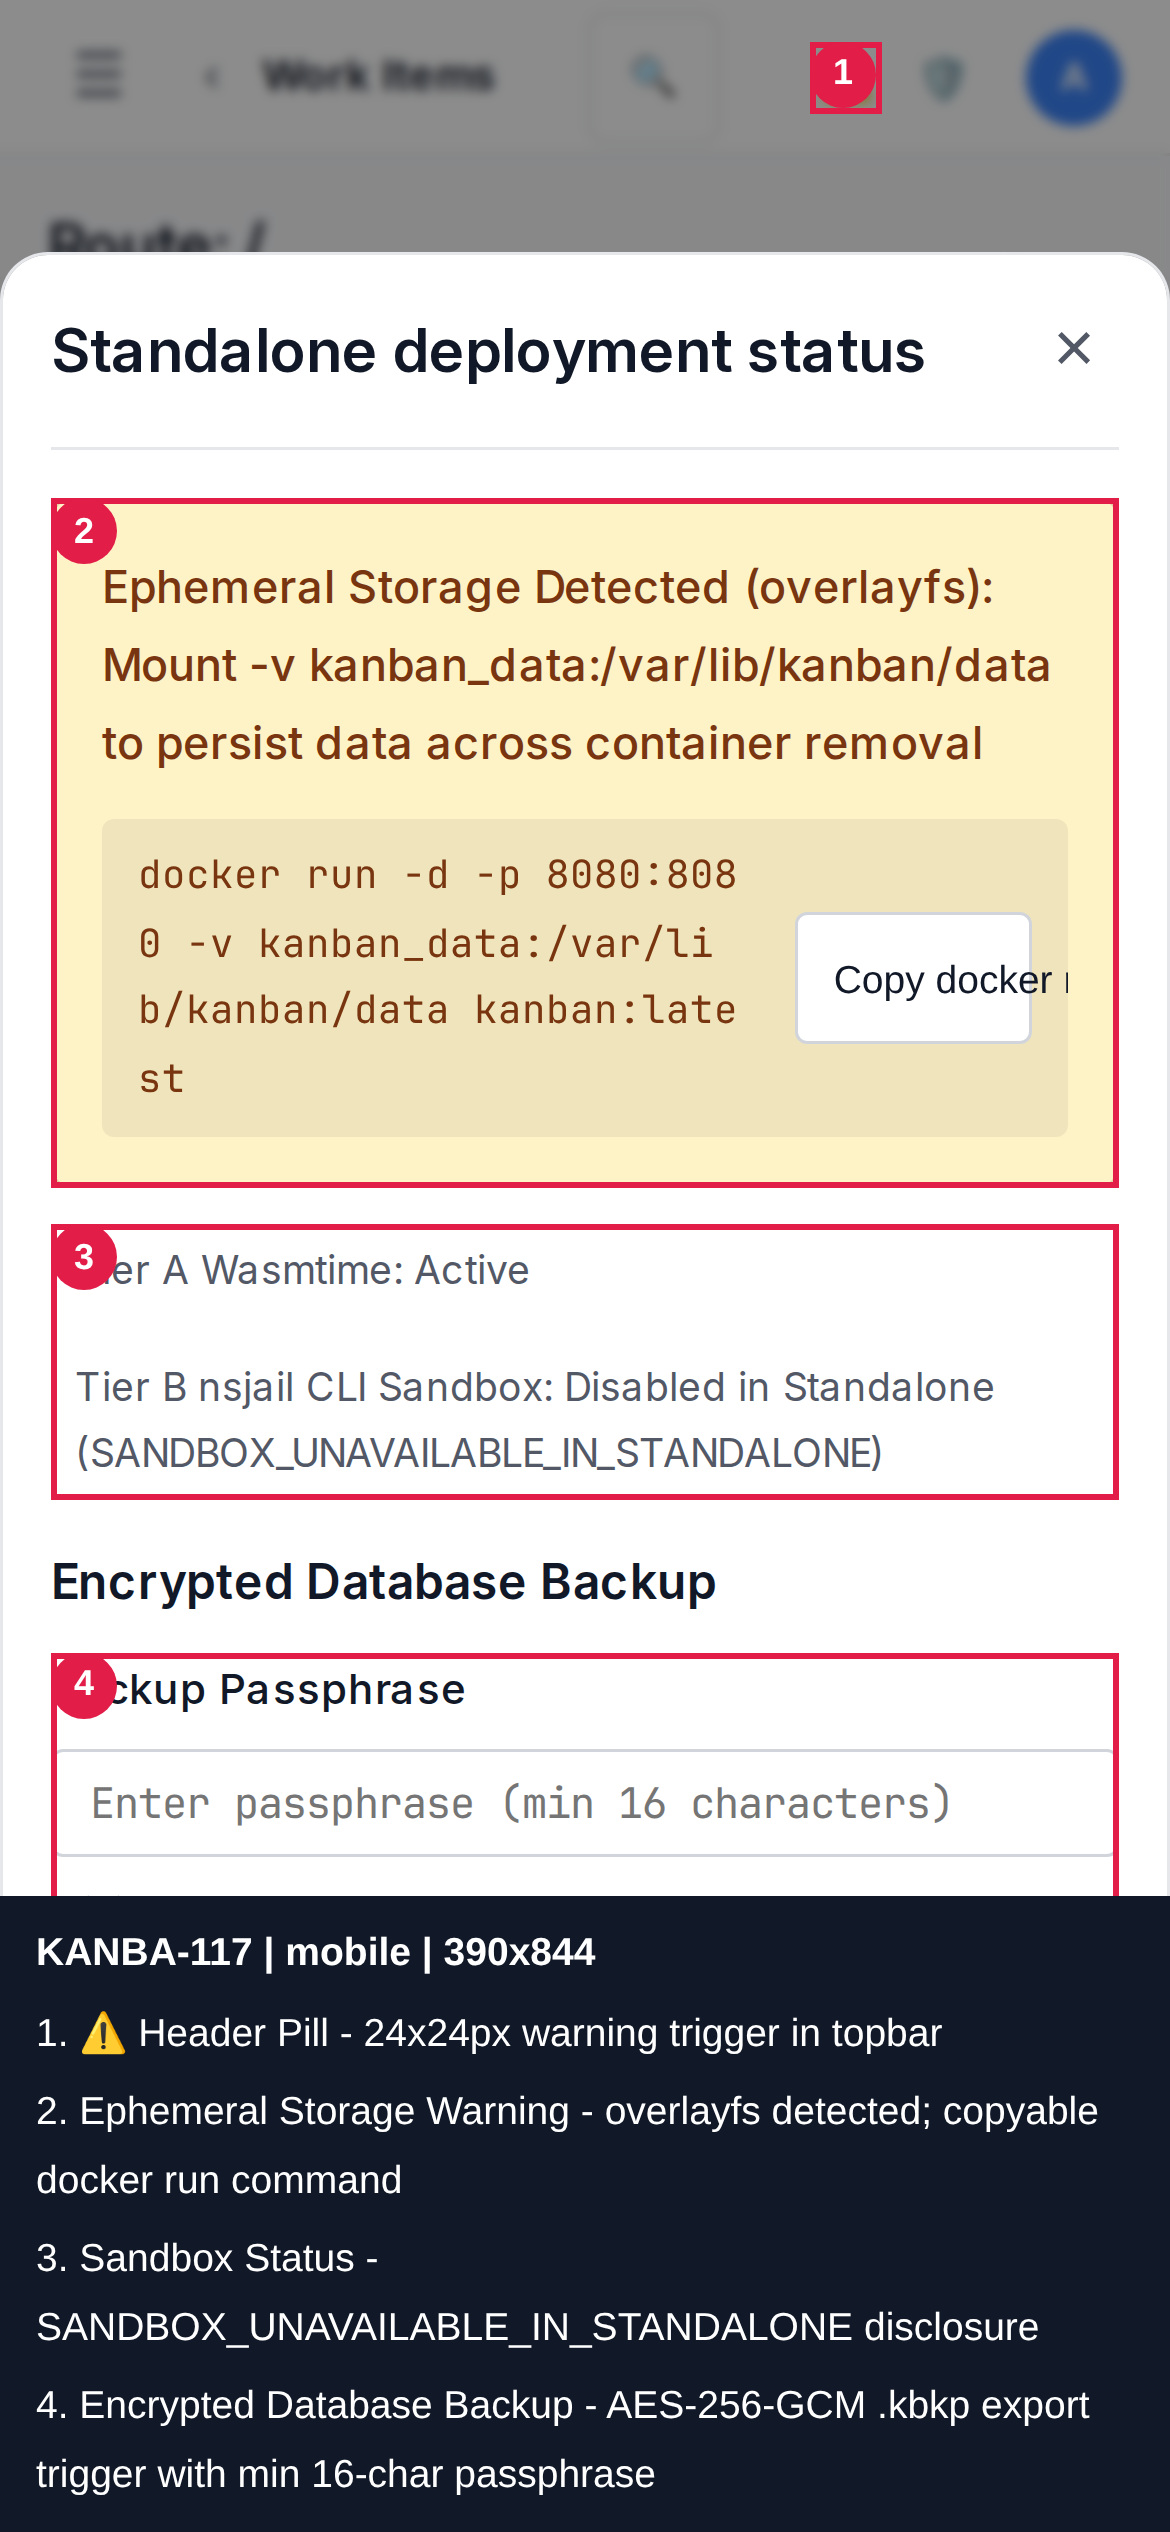 Work Items
1
A
Route: /
Standalone deployment status
2
Ephemeral Storage Detected (overlayfs):
Mount -v kanban_data:/var/lib/kanban/data
to persist data across container removal
docker run -d -p 8080:808
0 -v kanban_data:/var/li
b/kanban/data kanban:late
st
Copy docker
3
er A Wasmtime: Active
Tier B nsjail CLI Sandbox: Disabled in Standalone
(SANDBOX_UNAVAILABLE_IN_STANDALONE)
Encrypted Database Backup
4
ckup Passphrase
Enter passphrase (min 16 characters)
KANBA-117 | mobile | 390x844
1. ⚠️ Header Pill - 24x24px warning trigger in topbar
2. Ephemeral Storage Warning - overlayfs detected; copyable
docker run command
3. Sandbox Status -
SANDBOX_UNAVAILABLE_IN_STANDALONE disclosure
4. Encrypted Database Backup - AES-256-GCM .kbkp export
trigger with min 16-char passphrase